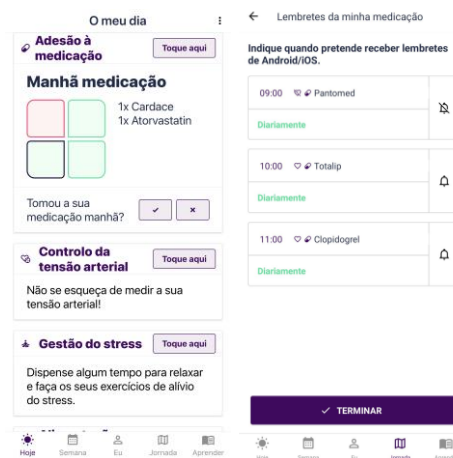 O meu dia
Adesão à
medicação
Toque aqui
Manhã medicação
1x Cardace
1x Atorvastatin
Tomou a sua
medicação manhã?
Controlo da
tensão arterial
Toque aqui
Não se esqueça de medir a sua
tensão arterial!
Gestão do stress
Toque aqui
Dispense algum tempo para relaxar
e faça os seus exercícios de alívio
do stress.
Hoje
Semana
Eu
Jornada
Aprender
Lembretes da minha medicação
Indique quando pretende receber lembretes
de Android/iOS.
09:00 Pantomed
Diariamente
10:00 Totalip
Diariamente
11:00 Clopidogrel
Diariamente
TERMINAR
Hoje
Semana
Eu
Jornada